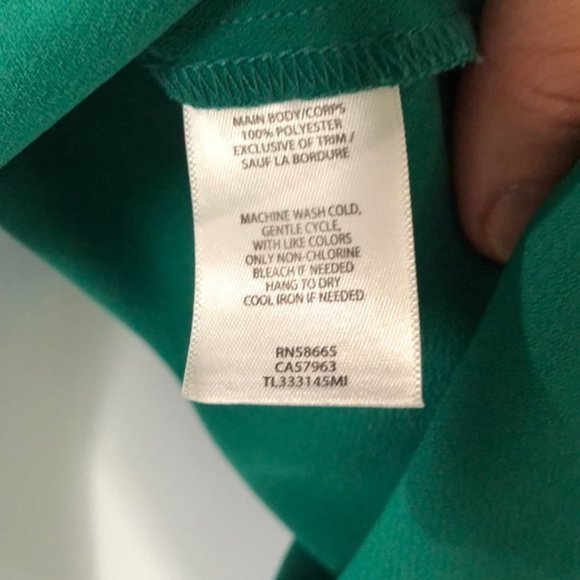 MAIN BODY/CORPS
100% POLYESTER
EXCLUSIVE OF TRIM /
SAUF LA BORDURE
MACHINE WASH COLD,
GENTLE CYCLE,
WITH LIKE COLORS
ONLY NON-CHLORINE
BLEACH IF NEEDED
HANG TO DRY
COOL IRON IF NEEDED
RN58665
CA57963
TL333145MI